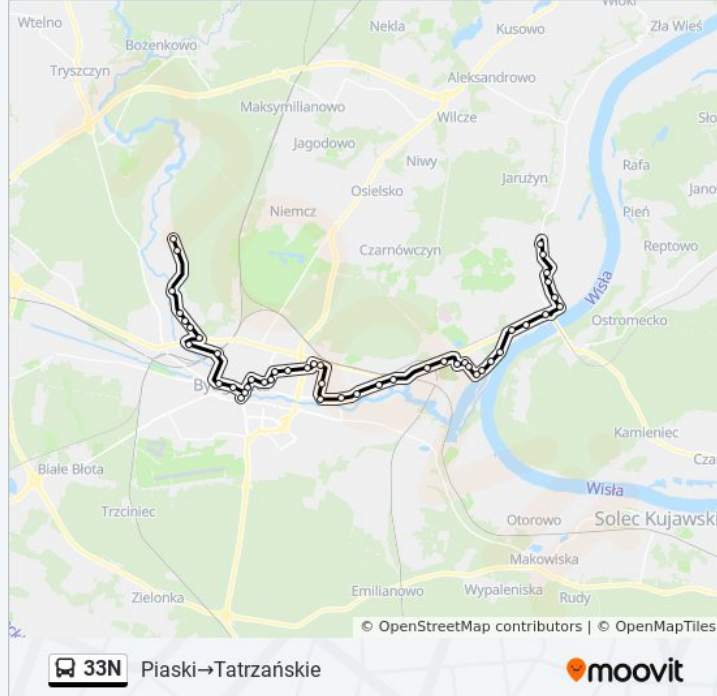 Wtelno
Nekla
Kusowo
Zła Wieś
Bożenkowo
Tryszczyn
Aleksandrowo
Maksymilianowo
Wilcze
Jagodowo
Rafa
Niwy
Jarużyn
Osielsko
Pień
Niemcz
Reptowo
Czarnówczyn
Wisła
Ostromecko
Kamieniec
Białe Błota
Wisła
Trzciniec
Otorowo
Solec Kujawski
Makowiska
Emilianowo
Wypaleniska
Rudy
Zielonka
© OpenStreetMap contributors | © OpenMapTiles
33N Piaski→Tatrzańskie
moovit